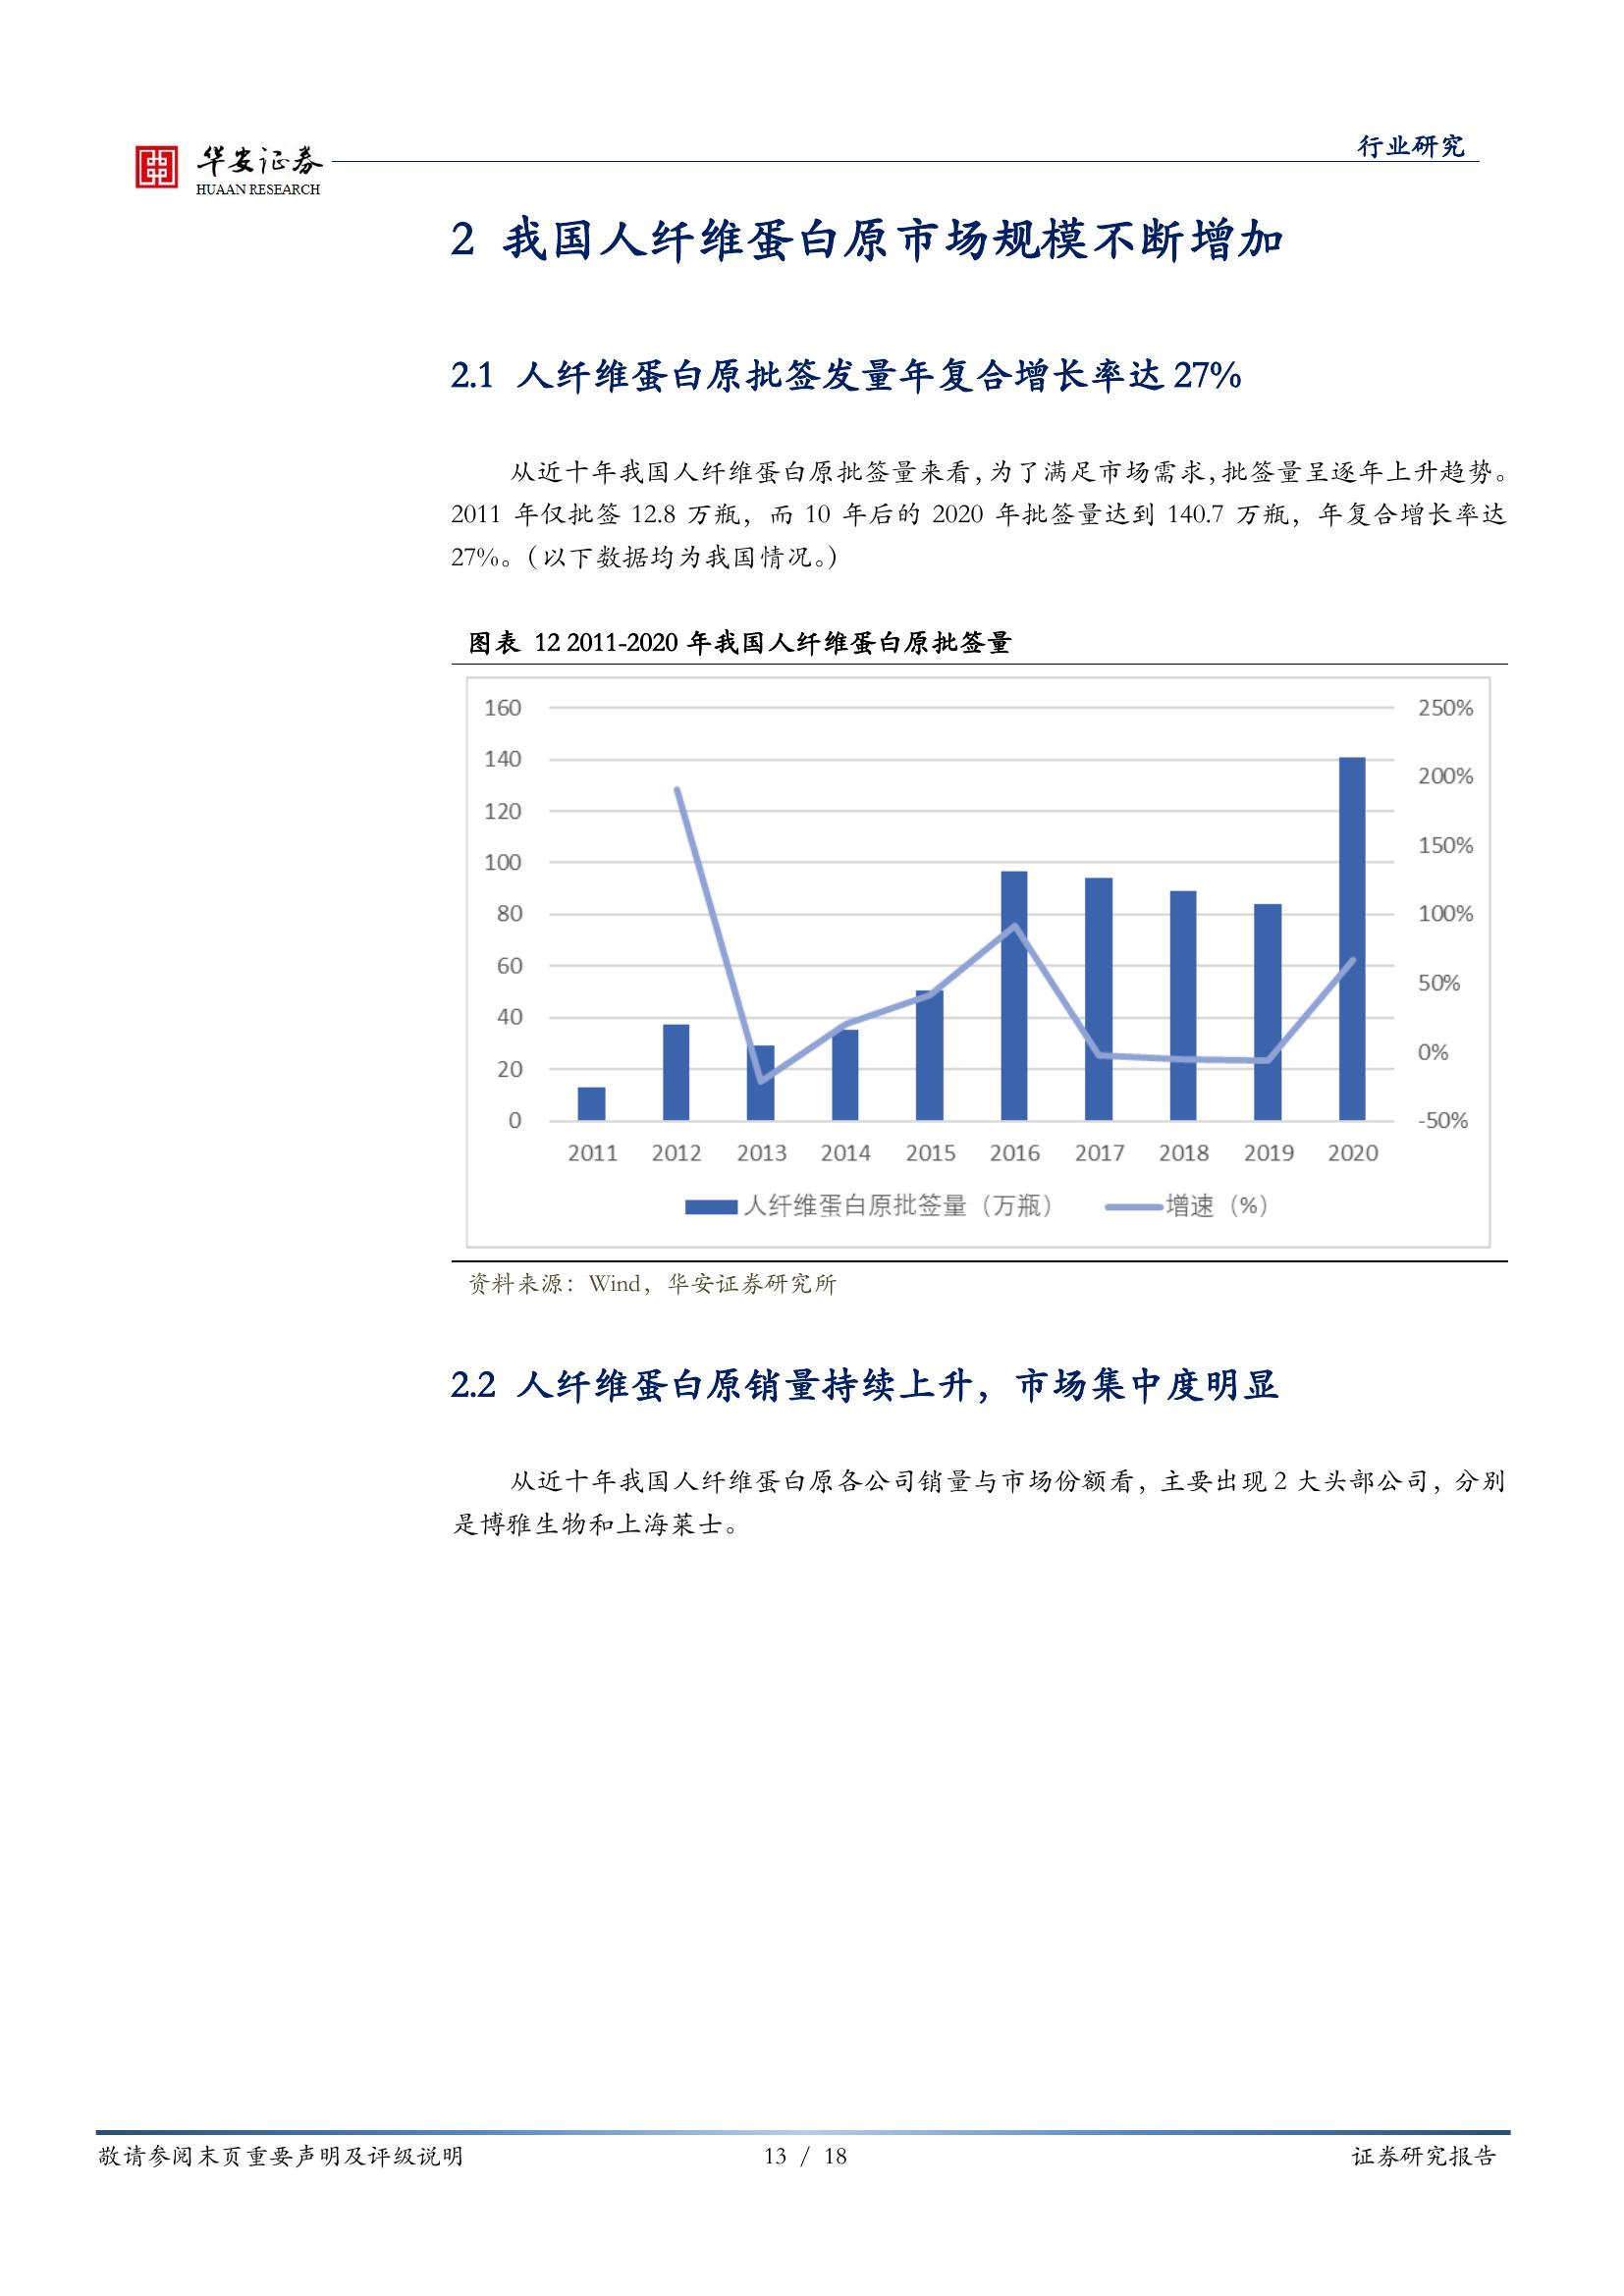 华安证券
HUAAN RESEARCH
行业研究
2 我国人纤维蛋白原市场规模不断增加
2.1 人纤维蛋白原批签发量年复合增长率达 27%
从近十年我国人纤维蛋白原批签量来看，为了满足市场需求，批签量呈逐年上升趋势。
2011 年仅批签 12.8 万瓶，而 10 年后的 2020 年批签量达到 140.7 万瓶，年复合增长率达
27%。（以下数据均为我国情况。）
图表 12 2011-2020 年我国人纤维蛋白原批签量
160
140
120
100
80
60
40
20
0
250%
200%
150%
100%
50%
0%
-50%
2011 2012 2013 2014 2015 2016 2017 2018 2019 2020
人纤维蛋白原批签量（万瓶） 增速（%）
资料来源：Wind，华安证券研究所
2.2 人纤维蛋白原销量持续上升，市场集中度明显
从近十年我国人纤维蛋白原各公司销量与市场份额看，主要出现 2 大头部公司，分别
是博雅生物和上海莱士。
敬请参阅末页重要声明及评级说明 13 / 18 证券研究报告